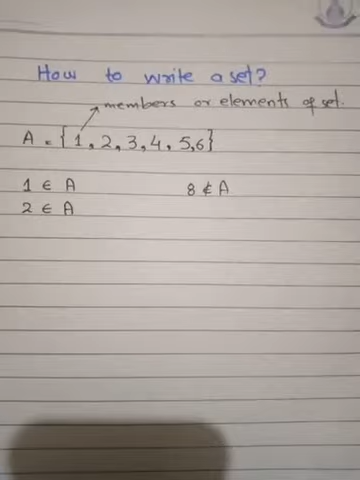 How to write a set?
members or elements of set.
A = {1, 2, 3, 4, 5, 6}
1 ∈ A 8 ∉ A
2 ∈ A